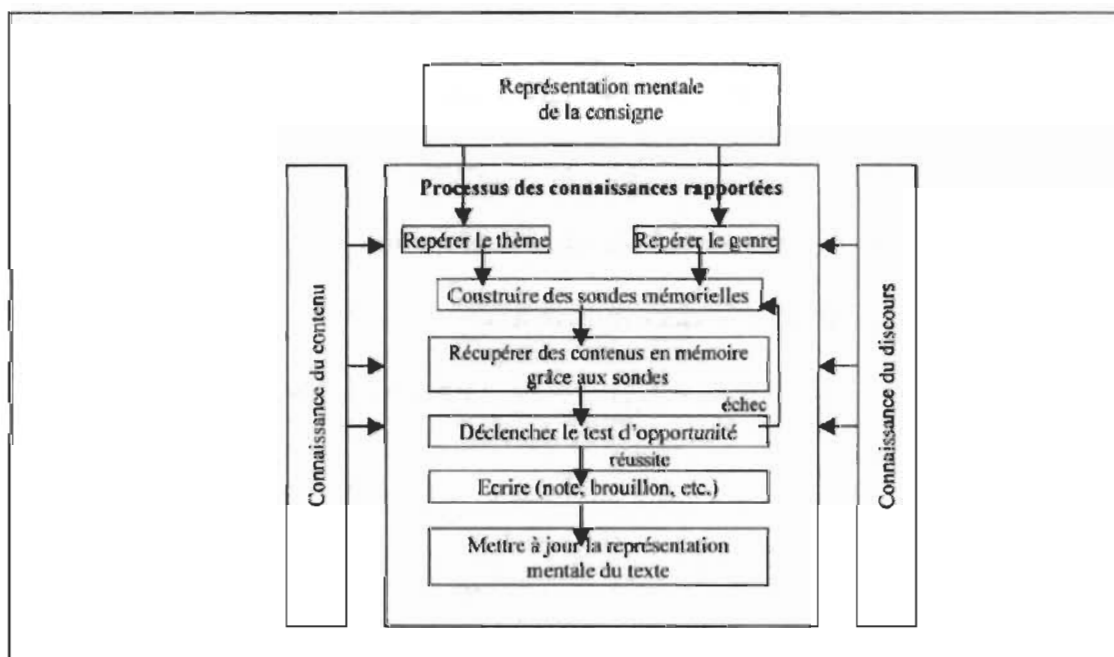 Représentation mentale
de la consigne
Processus des connaissances rapportées
Repérer le thème
Repérer le genre
Construire des sondes mémorielles
Récupérer des contenus en mémoire
grâce aux sondes
échec
Déclencher le test d'opportunité
réussite
Ecrire (note, brouillon, etc.)
Mettre à jour la représentation
mentale du texte
Connaissance du contenu
Connaissance du discours